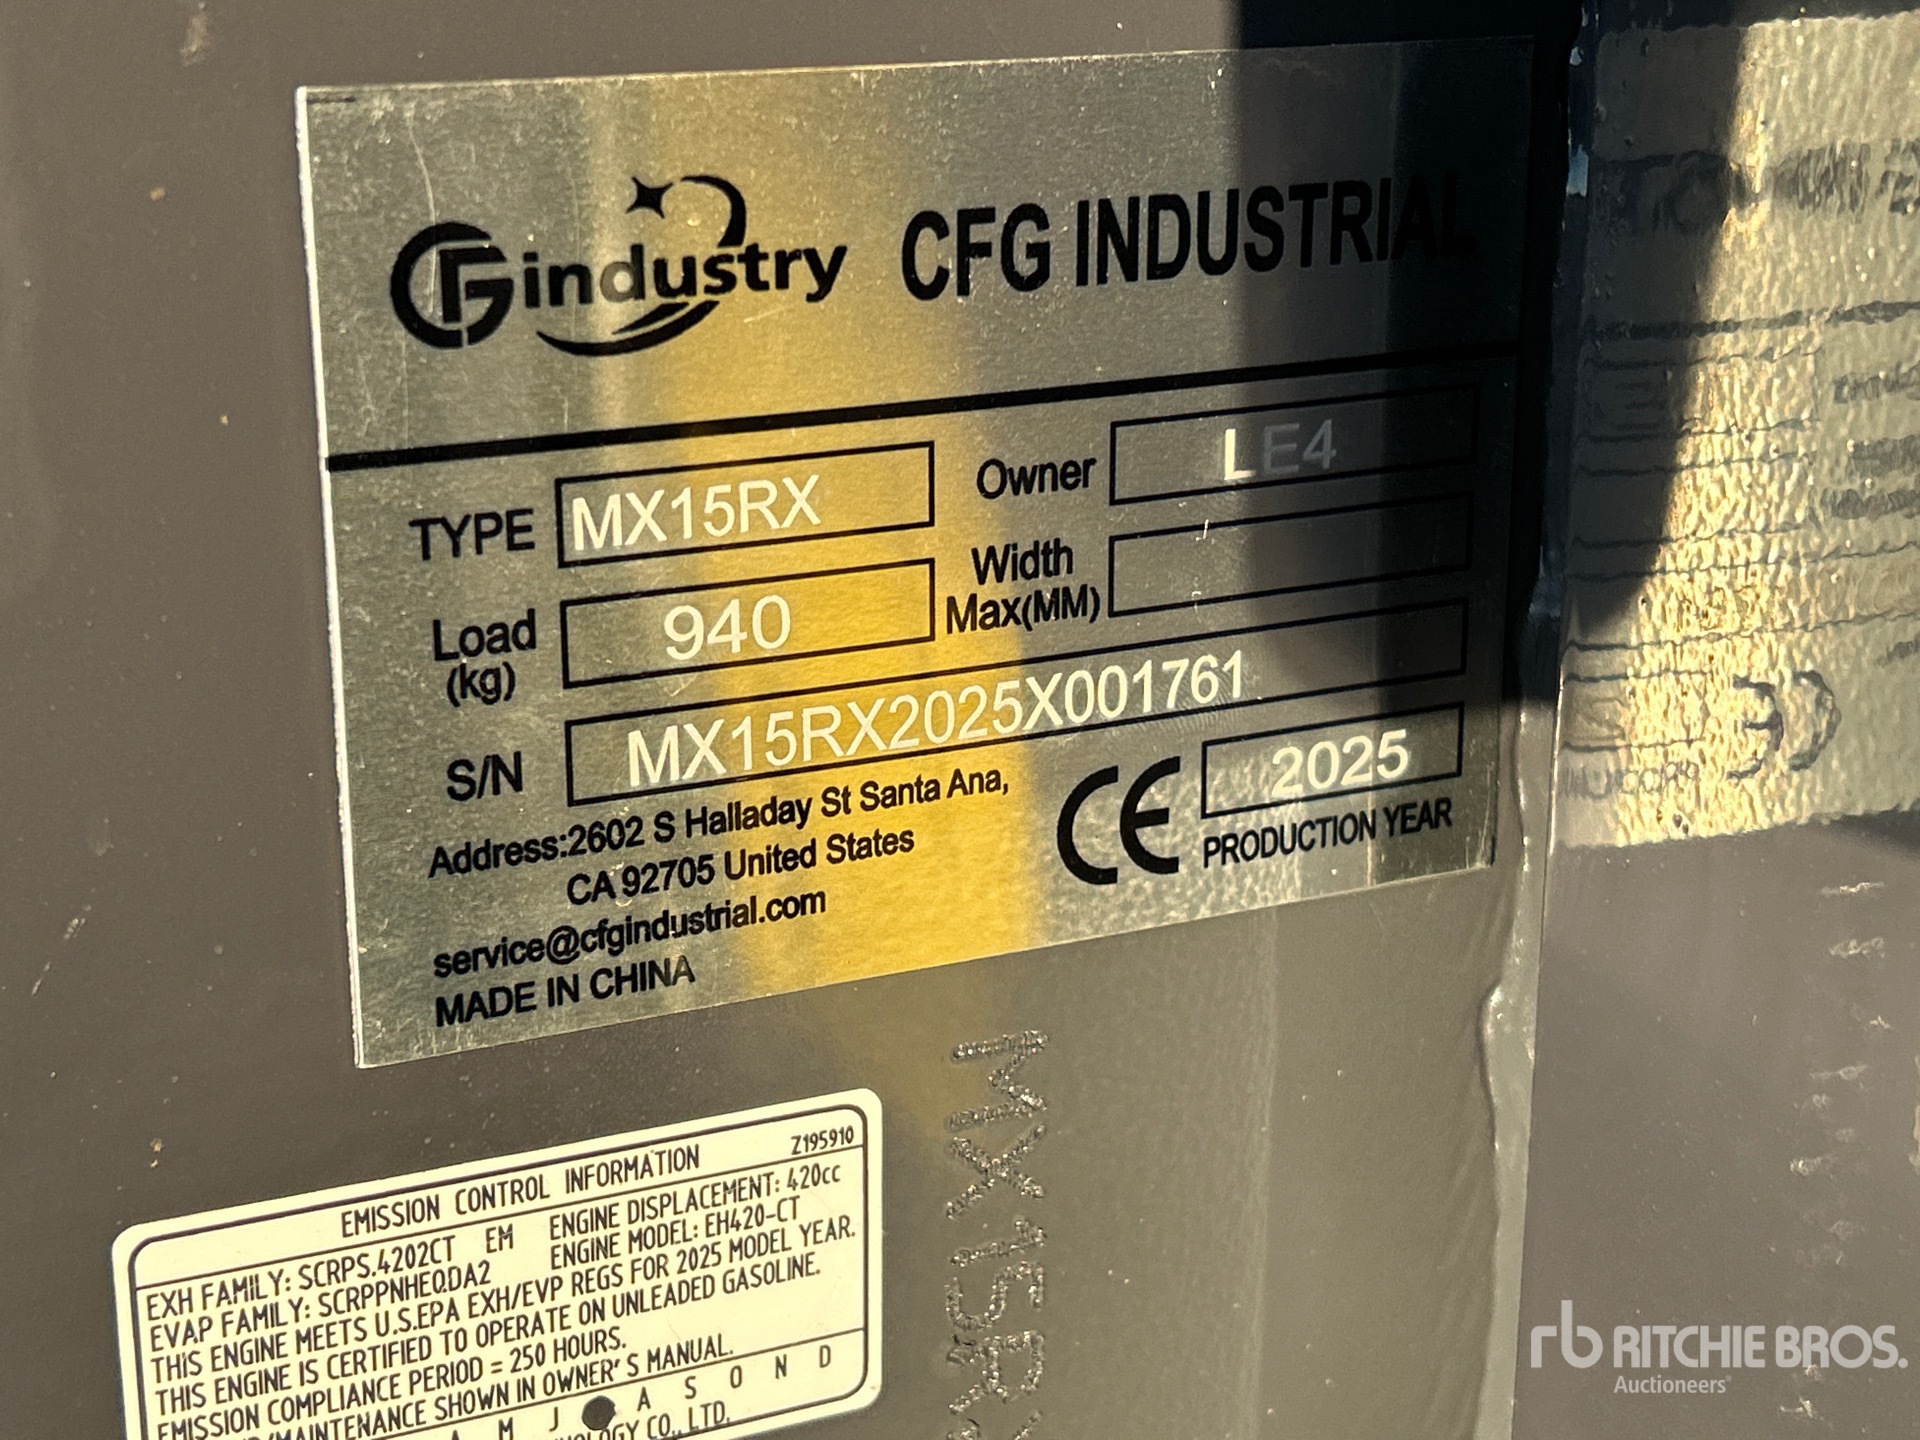 CFG industry CFG INDUSTRIAL
TYPE MX15RX Owner LE4
Load (kg) 940 Width Max(MM)
S/N MX15RX2025X001761
Address:2602 S Halladay St Santa Ana,
CA 92705 United States
service@cfgindustrial.com
MADE IN CHINA
CE 2025
PRODUCTION YEAR
EMISSION CONTROL INFORMATION Z195910
EXH FAMILY: SCRPS.4202CT EM ENGINE DISPLACEMENT: 420cc
EVAP FAMILY: SCRPPNHEQDA2 ENGINE MODEL: EH420-CT
THIS ENGINE MEETS U.S.EPA EXH/EVP REGS FOR 2025 MODEL YEAR.
THIS ENGINE IS CERTIFIED TO OPERATE ON UNLEADED GASOLINE.
EMISSION COMPLIANCE PERIOD = 250 HOURS.
MAINTENANCE SHOWN IN OWNER'S MANUAL.
A M J A S O N D
CO.,LTD.
MX15RX
rb RITCHIE BROS.
Auctioneers